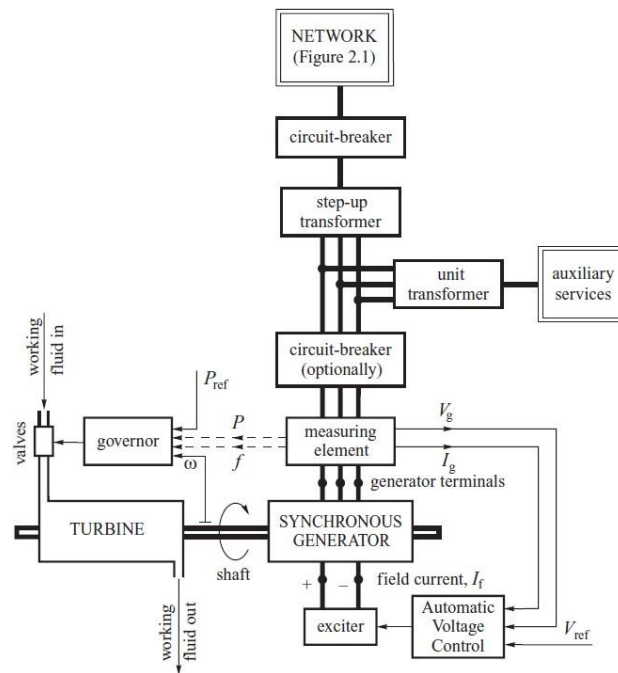 NETWORK
(Figure 2.1)
circuit-breaker
step-up
transformer
unit
transformer
auxiliary
services
circuit-breaker
(optionally)
working
fluid in
P_ref
V_g
valves
governor
P
f
ω
measuring
element
I_g
generator terminals
TURBINE
shaft
SYNCHRONOUS
GENERATOR
+
–
field current, I_f
working
fluid out
exciter
Automatic
Voltage
Control
V_ref